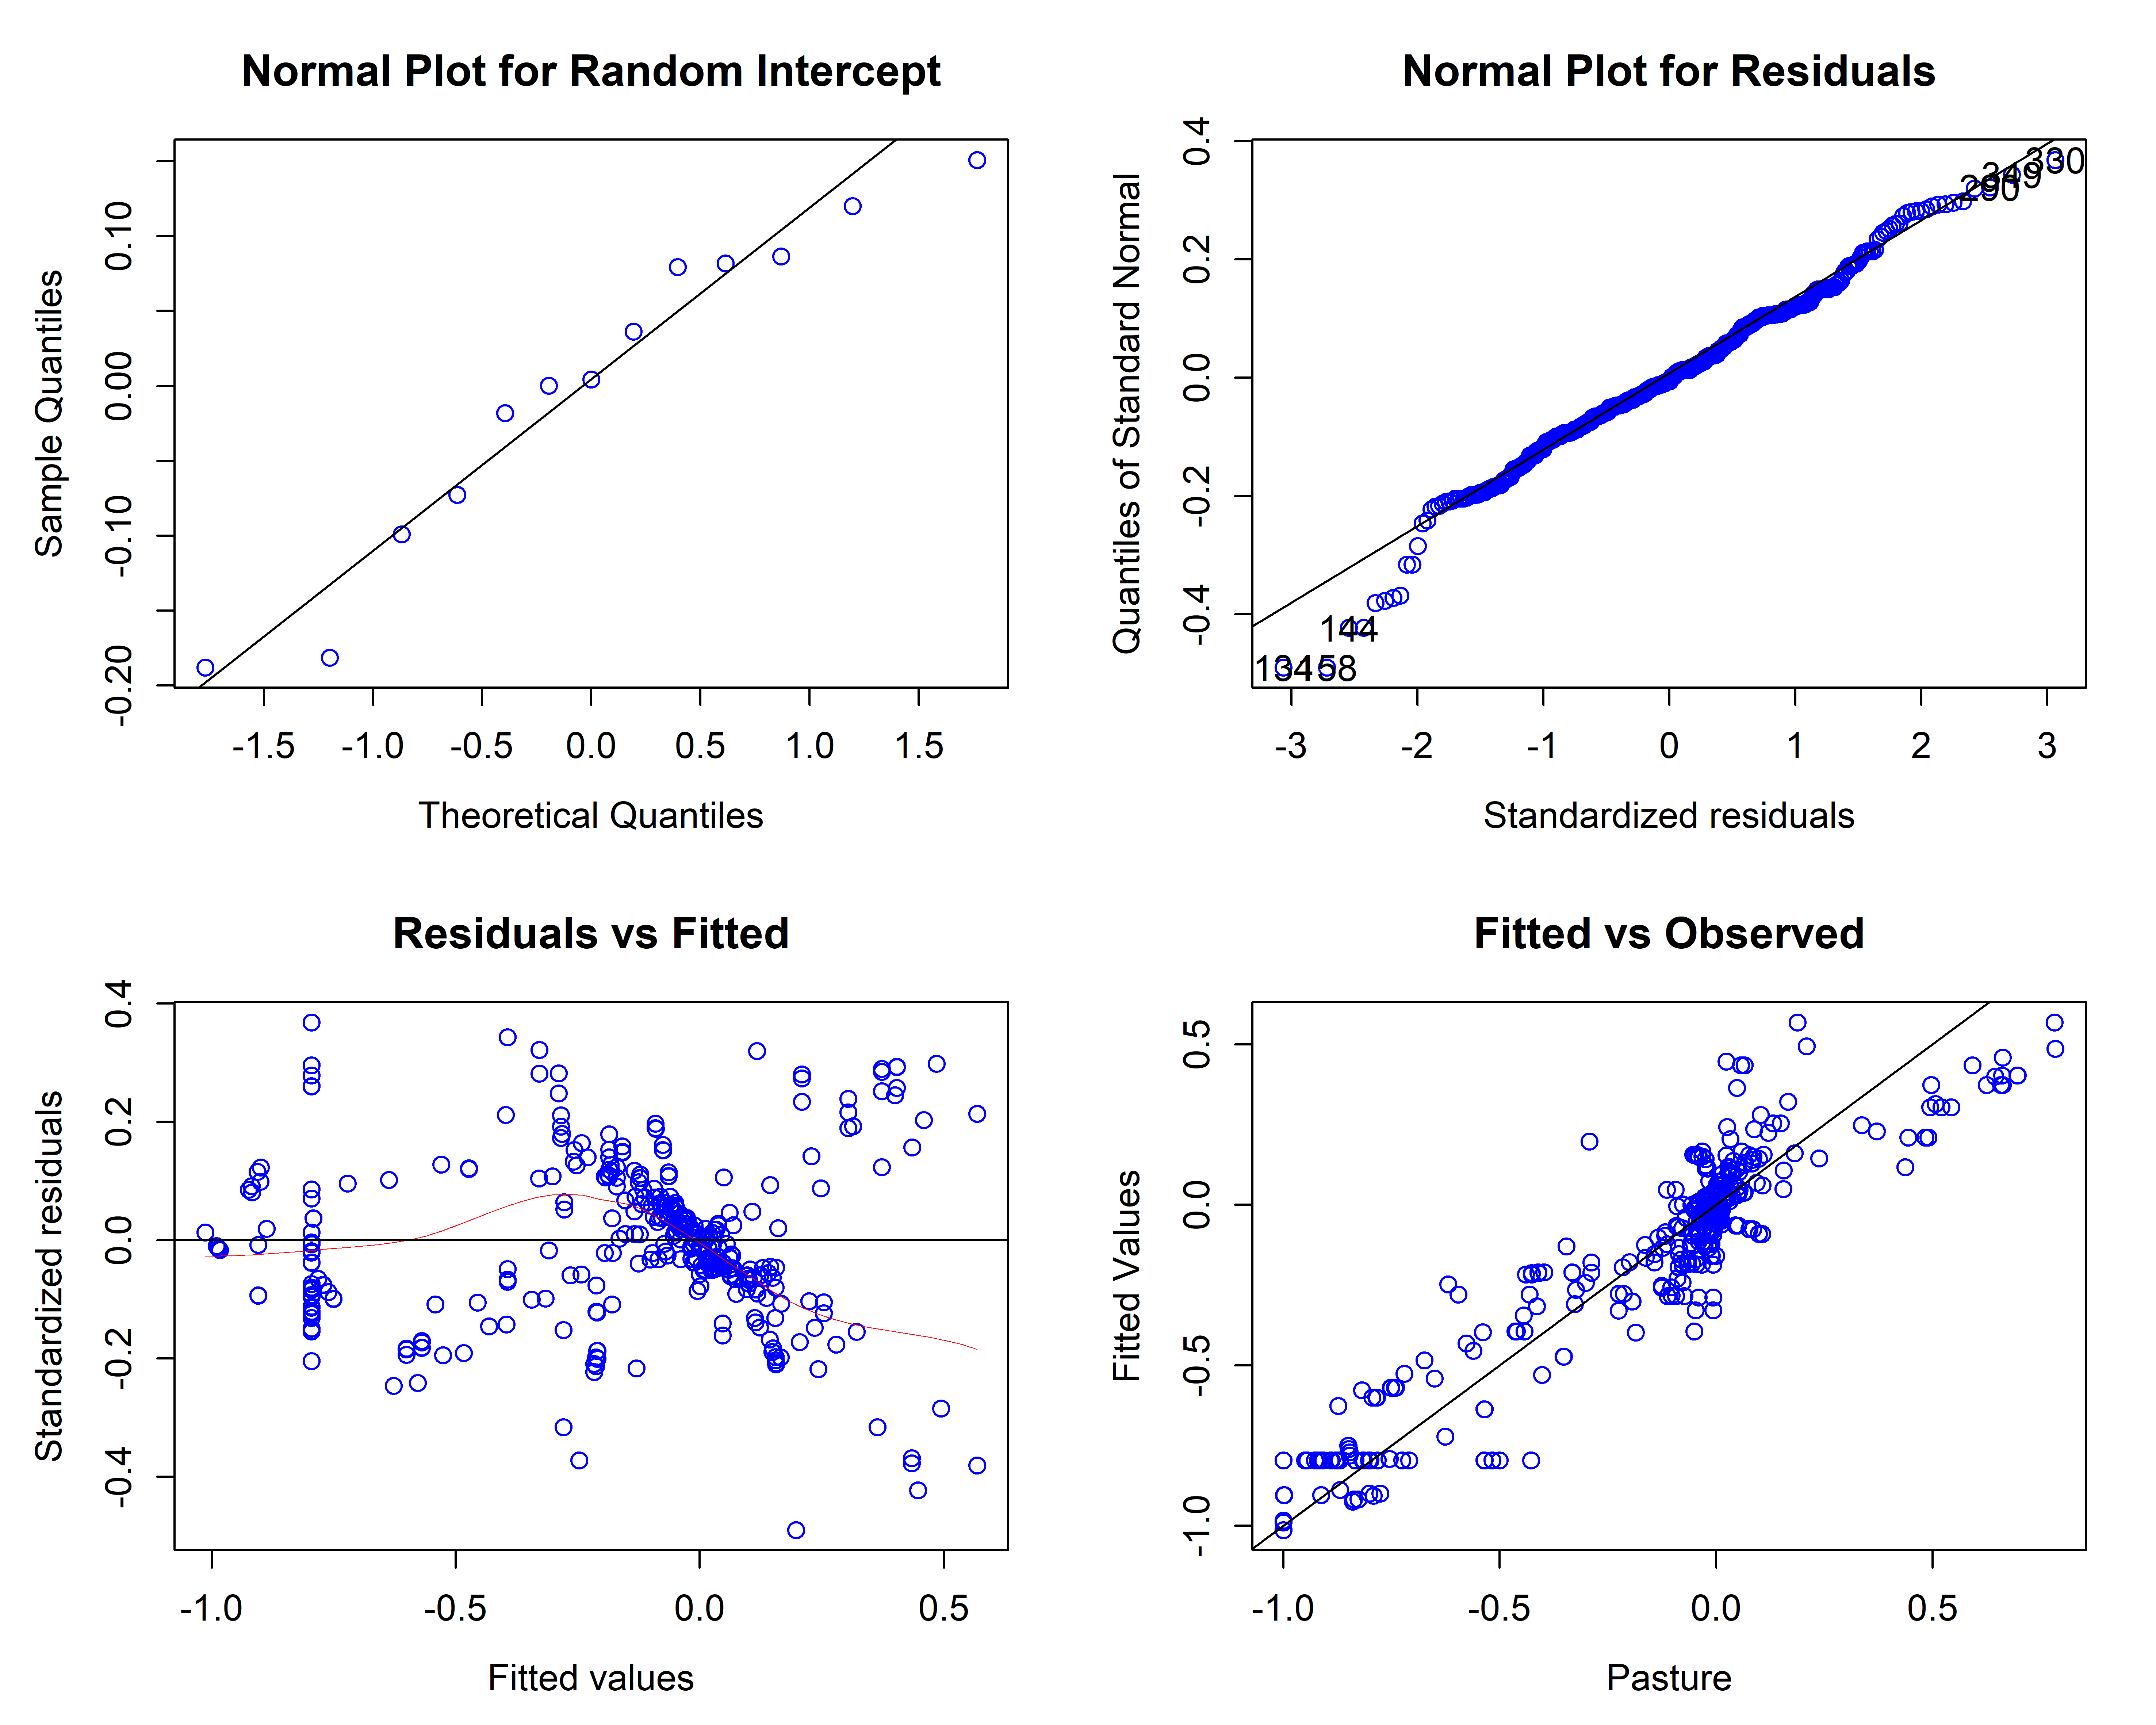 Normal Plot for Random Intercept
Sample Quantiles
-0.20 -0.10 0.00 0.10
-1.5 -1.0 -0.5 0.0 0.5 1.0 1.5
Theoretical Quantiles
Normal Plot for Residuals
Quantiles of Standard Normal
-0.4 -0.2 0.0 0.2 0.4
330
349
290
144
134
158
-3 -2 -1 0 1 2 3
Standardized residuals
Residuals vs Fitted
Standardized residuals
-0.4 -0.2 0.0 0.2 0.4
-1.0 -0.5 0.0 0.5
Fitted values
Fitted vs Observed
Fitted Values
-1.0 -0.5 0.0 0.5
-1.0 -0.5 0.0 0.5
Pasture